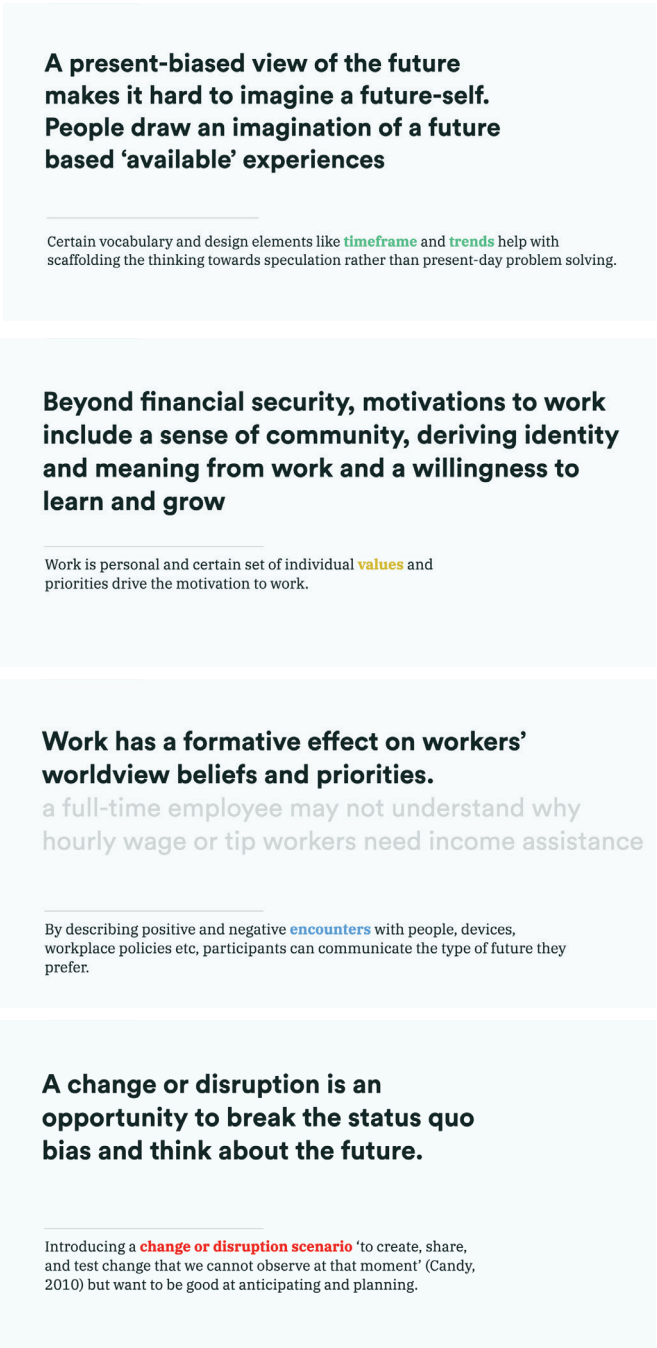 A present-biased view of the future
makes it hard to imagine a future-self.
People draw an imagination of a future
based ‘available’ experiences
Certain vocabulary and design elements like timeframe and trends help with
scaffolding the thinking towards speculation rather than present-day problem solving.
Beyond financial security, motivations to work
include a sense of community, deriving identity
and meaning from work and a willingness to
learn and grow
Work is personal and certain set of individual values and
priorities drive the motivation to work.
Work has a formative effect on workers’
worldview beliefs and priorities.
a full-time employee may not understand why
hourly wage or tip workers need income assistance
By describing positive and negative encounters with people, devices,
workplace policies etc, participants can communicate the type of future they
prefer.
A change or disruption is an
opportunity to break the status quo
bias and think about the future.
Introducing a change or disruption scenario ‘to create, share,
and test change that we cannot observe at that moment’ (Candy,
2010) but want to be good at anticipating and planning.